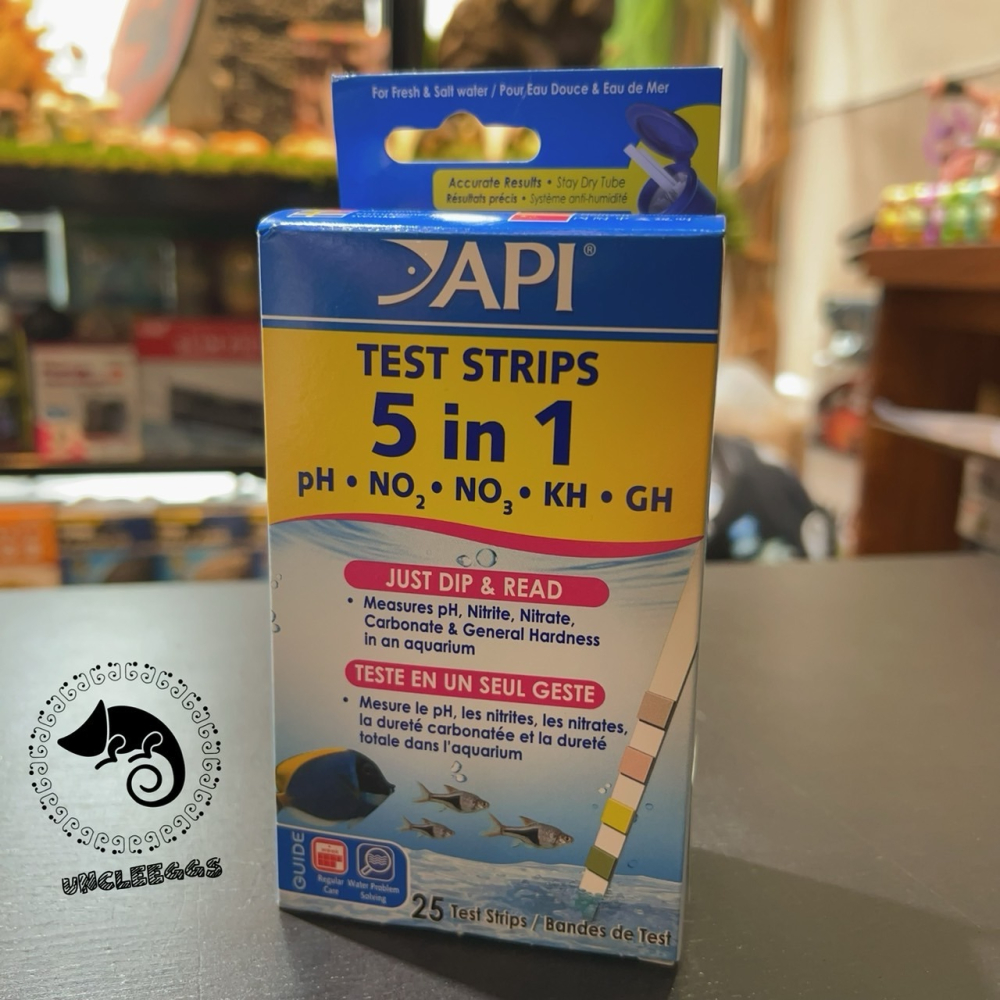 For Fresh & Salt water / Pour Eau Douce & Eau de Mer
Accurate Results • Stay Dry Tube
Résultats précis • Système anti-humidité
API®
TEST STRIPS
5 in 1
pH • NO2 • NO3 • KH • GH
JUST DIP & READ
• Measures pH, Nitrite, Nitrate,
Carbonate & General Hardness
in an aquarium
TESTE EN UN SEUL GESTE
• Mesure le pH, les nitrites, les nitrates,
la dureté carbonatée et la dureté
totale dans l'aquarium
GUIDE
Regular
Care
Water Problem
Solving
25 Test Strips / Bandes de Test
UNCLEEGGS